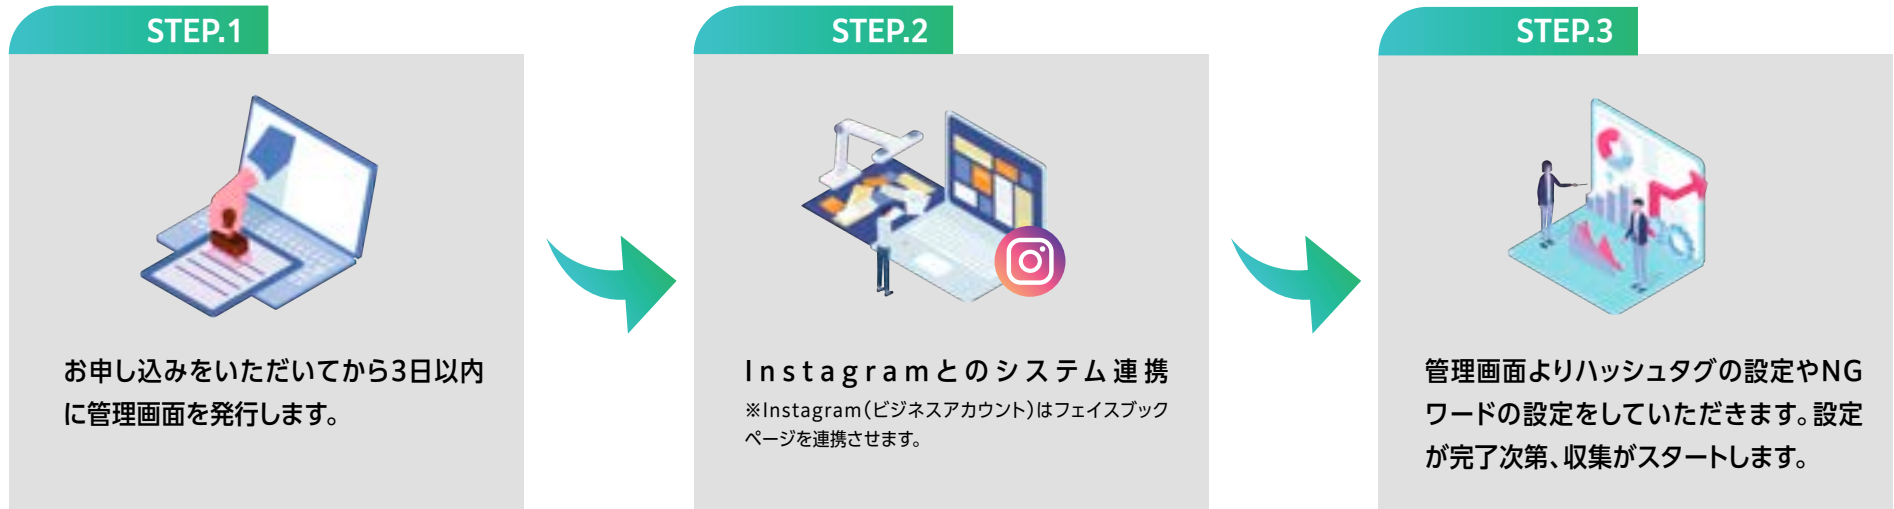 STEP.1
お申し込みをいただいてから3日以内
に管理画面を発行します。
STEP.2
Instagramとのシステム連携
※Instagram(ビジネスアカウント)はフェイスブック
ページを連携させます。
STEP.3
管理画面よりハッシュタグの設定やNG
ワードの設定をしていただきます。設定
が完了次第、収集がスタートします。